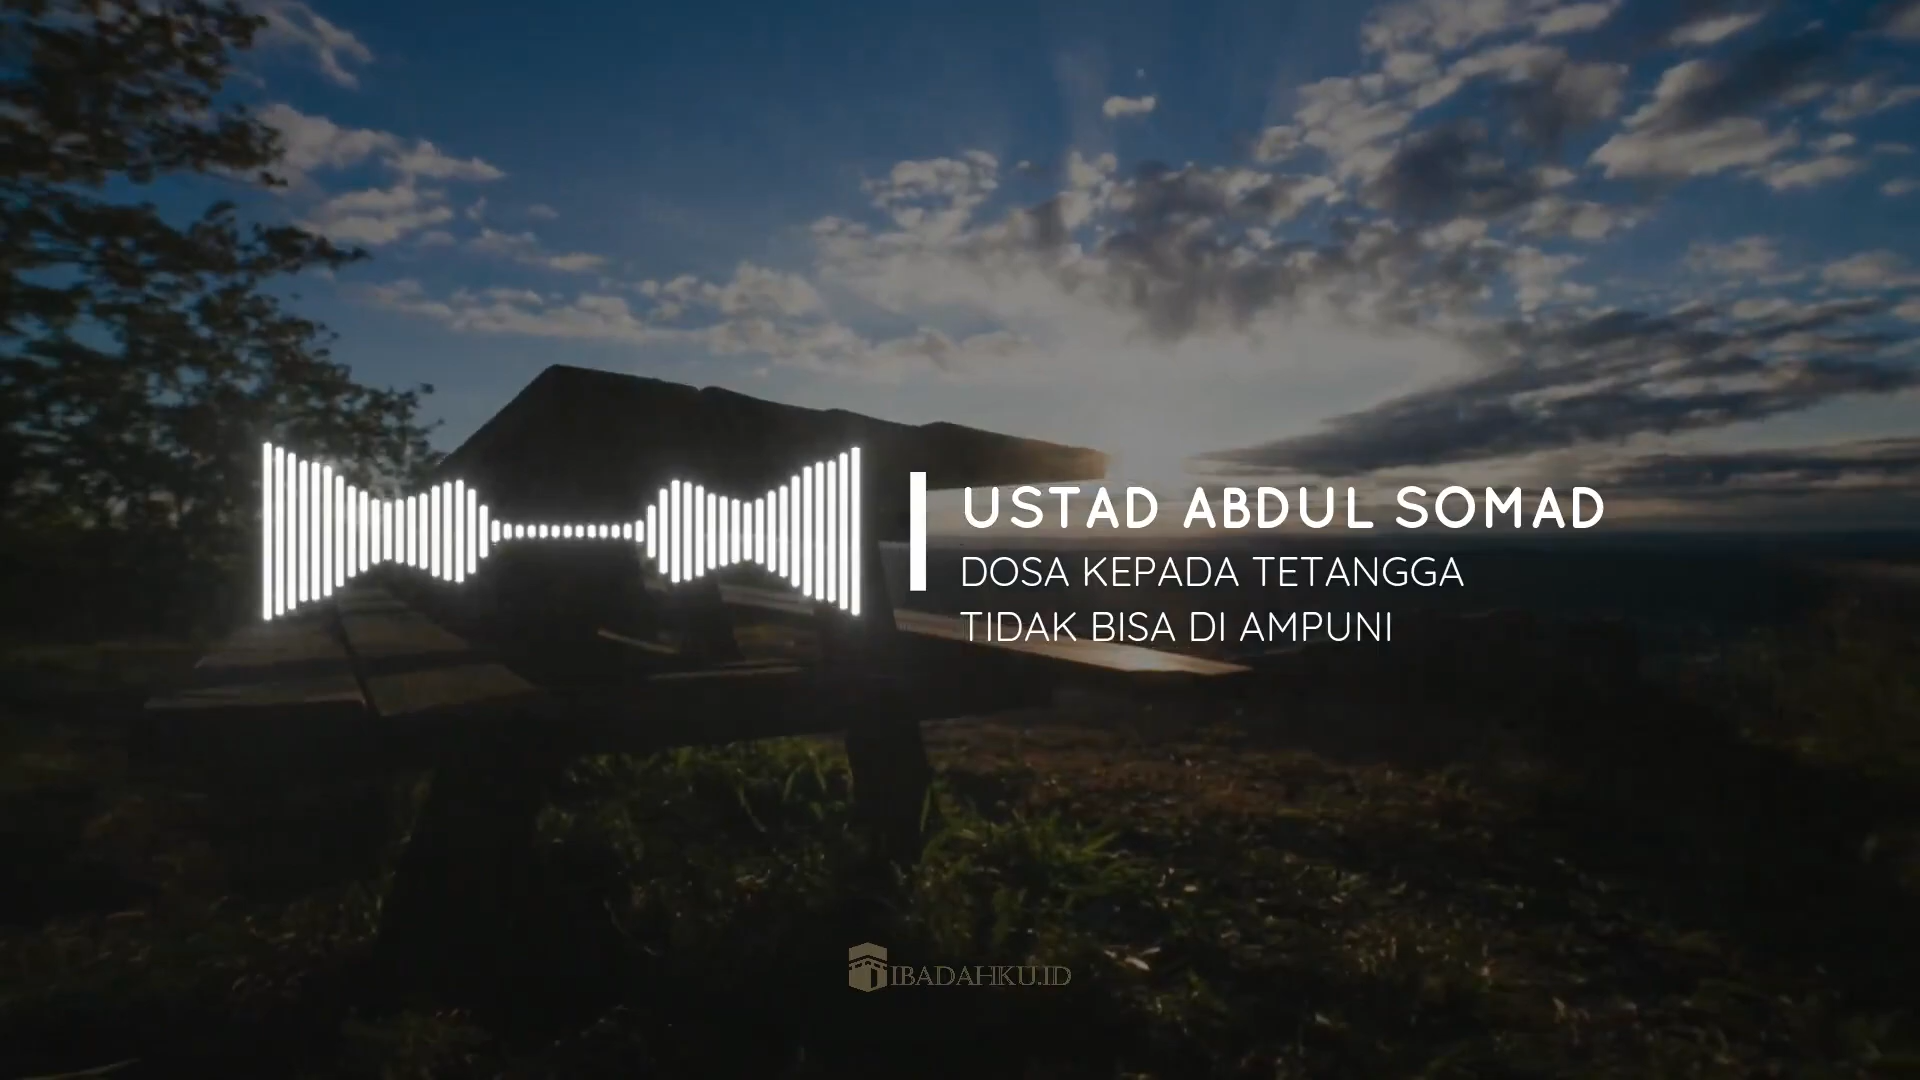 USTAD ABDUL SOMAD
DOSA KEPADA TETANGGA
TIDAK BISA DI AMPUNI
IBADAHKU.ID